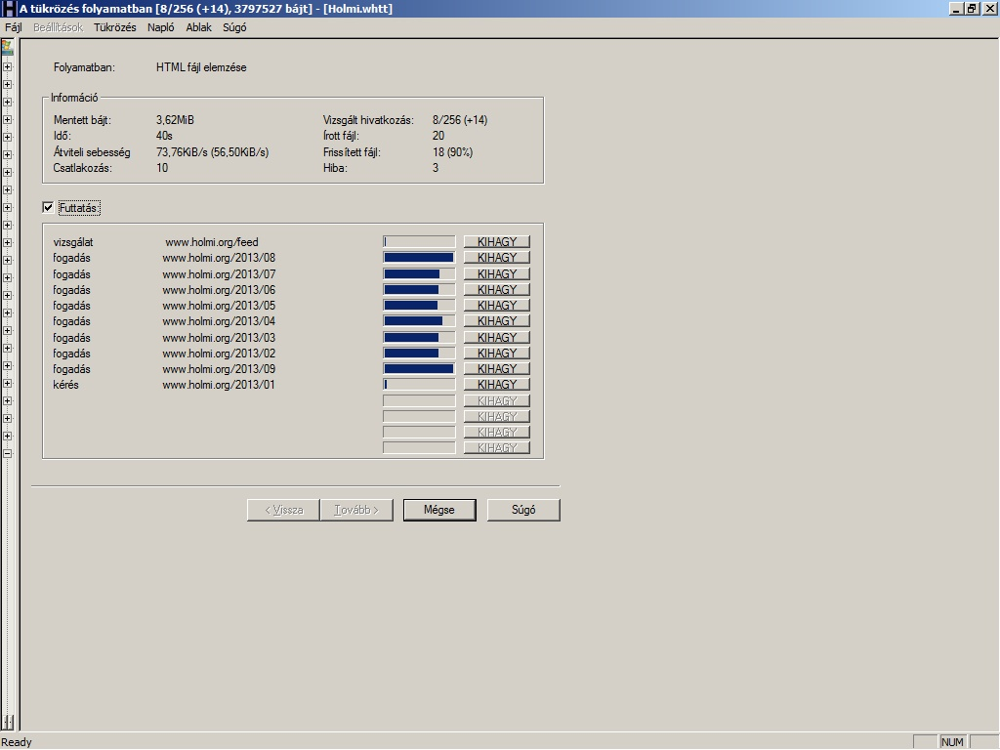 A tükrözés folyamatban [8/256 (+14), 3797527 bájt] - [Holmi.whtt]
Fájl Beállítások Tükrözés Napló Ablak Súgó
Folyamatban: HTML fájl elemzése
Információ
Mentett bájt: 3,62MiB Vizsgált hivatkozás: 8/256 (+14)
Idő: 40s Írott fájl: 20
Átviteli sebesség 73,76KiB/s (56,50KiB/s) Frissített fájl: 18 (90%)
Csatlakozás: 10 Hiba: 3
Futtatás:
vizsgálat www.holmi.org/feed KIHAGY
fogadás www.holmi.org/2013/08 KIHAGY
fogadás www.holmi.org/2013/07 KIHAGY
fogadás www.holmi.org/2013/06 KIHAGY
fogadás www.holmi.org/2013/05 KIHAGY
fogadás www.holmi.org/2013/04 KIHAGY
fogadás www.holmi.org/2013/03 KIHAGY
fogadás www.holmi.org/2013/02 KIHAGY
fogadás www.holmi.org/2013/09 KIHAGY
kérés www.holmi.org/2013/01 KIHAGY
KIHAGY
KIHAGY
KIHAGY
KIHAGY
< Vissza Tovább > Mégse Súgó
Ready NUM